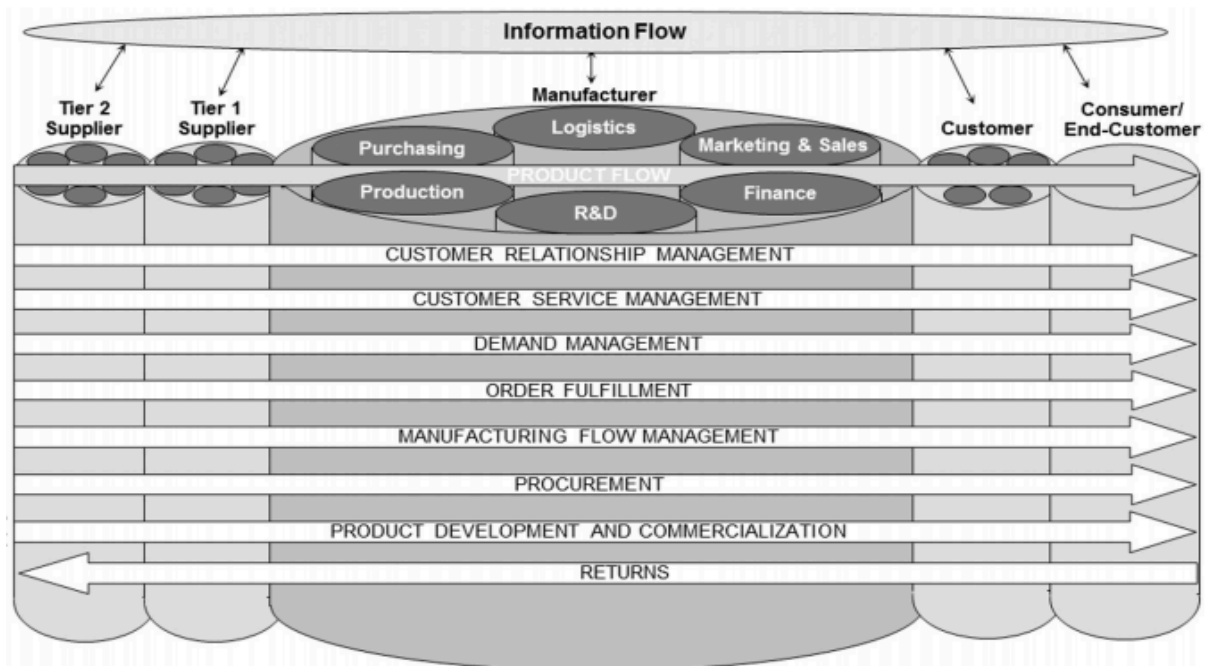 Information Flow
Tier 2
Supplier
Tier 1
Supplier
Manufacturer
Customer
Consumer/
End-Customer
Logistics
Purchasing
Marketing & Sales
PRODUCT FLOW
Production
R&D
Finance
CUSTOMER RELATIONSHIP MANAGEMENT
CUSTOMER SERVICE MANAGEMENT
DEMAND MANAGEMENT
ORDER FULFILLMENT
MANUFACTURING FLOW MANAGEMENT
PROCUREMENT
PRODUCT DEVELOPMENT AND COMMERCIALIZATION
RETURNS